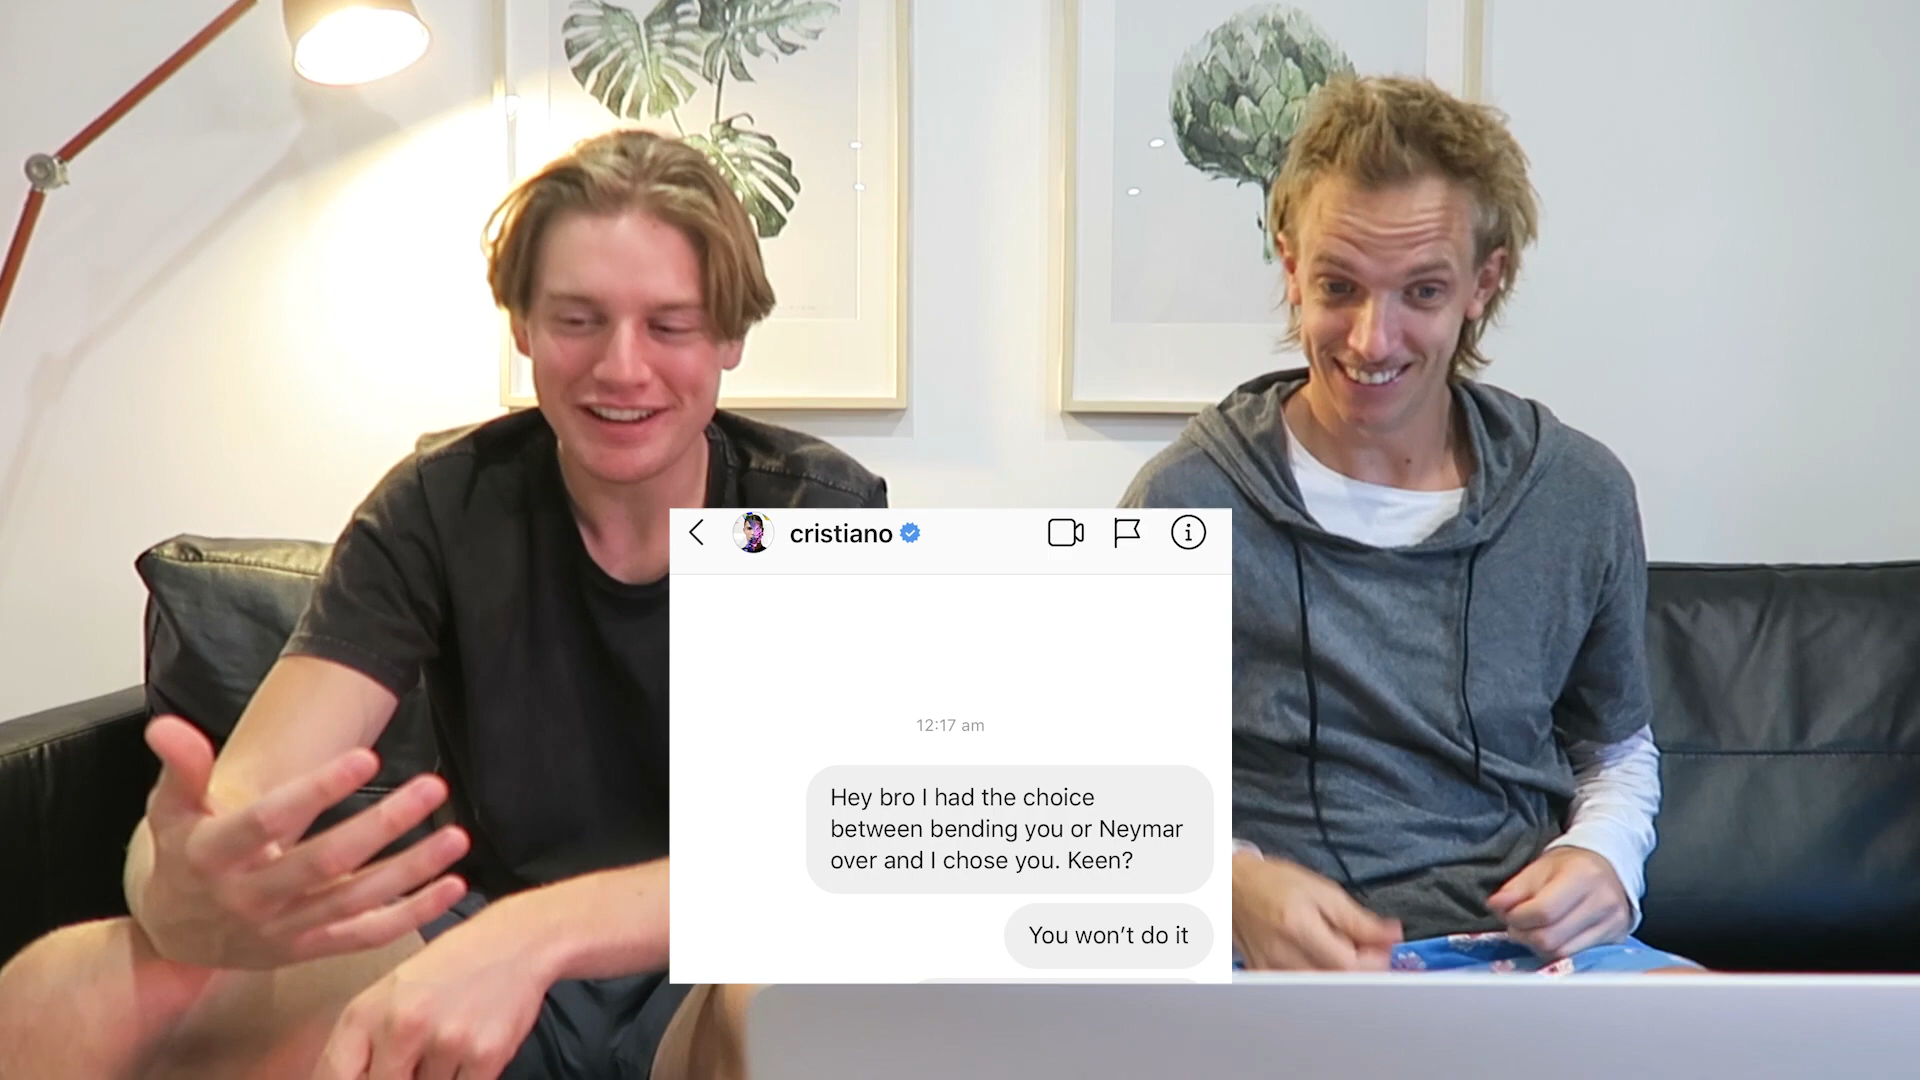 cristiano
12:17 am
Hey bro I had the choice
between bending you or Neymar
over and I chose you. Keen?
You won’t do it